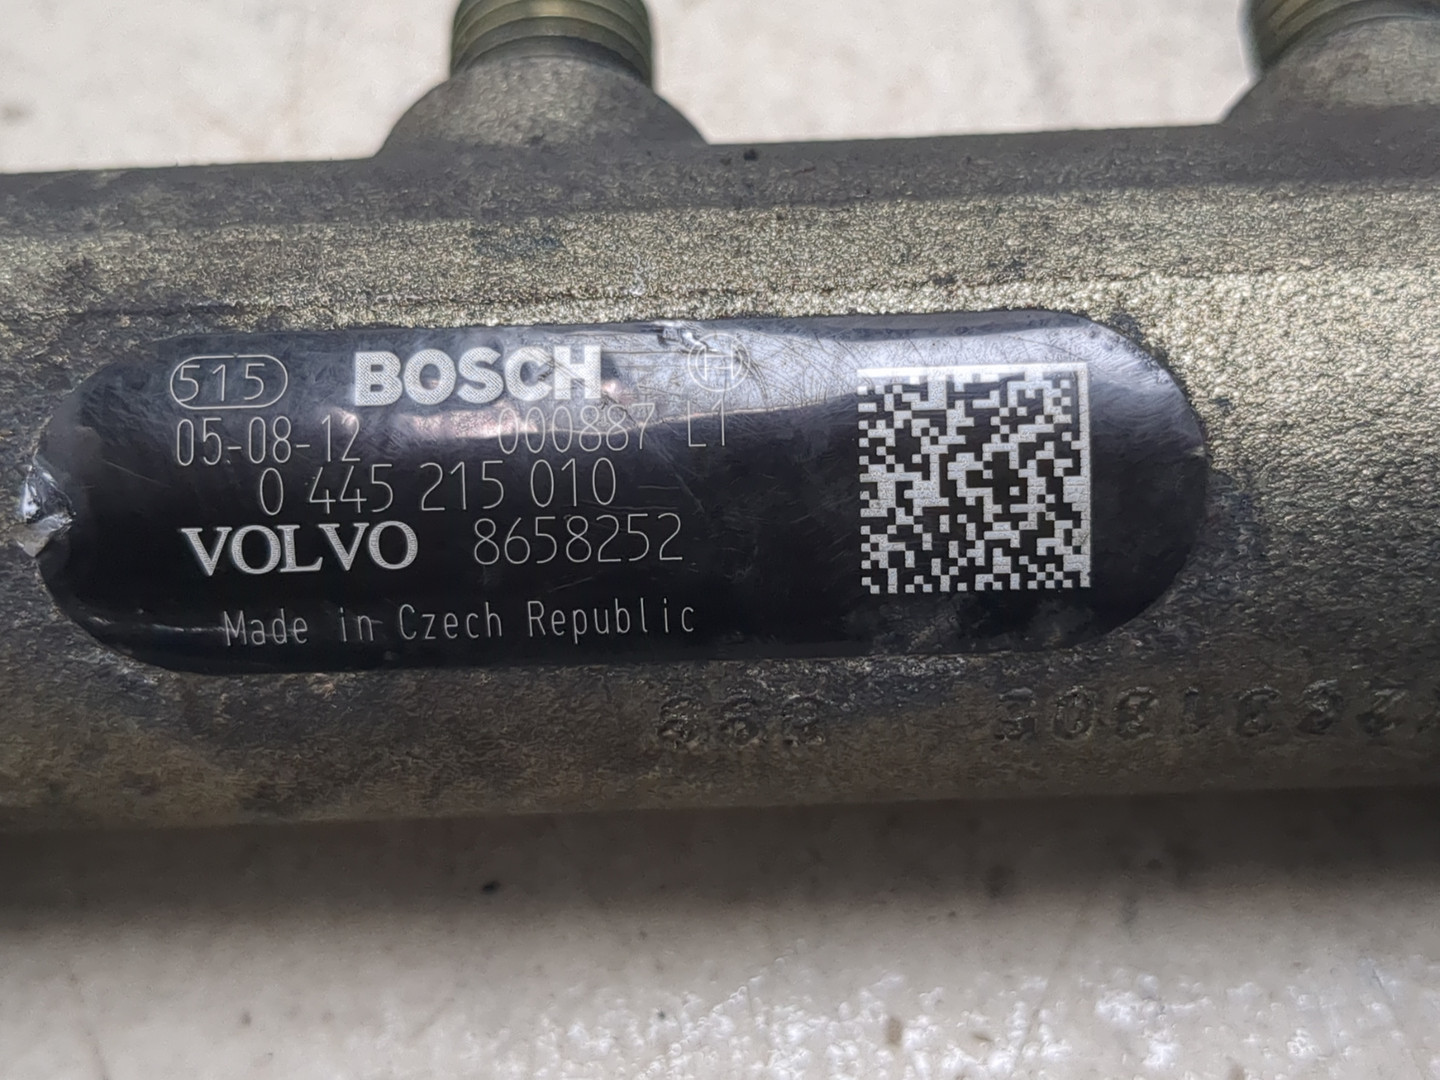 515 BOSCH H
05-08-12 000887 L1
0 445 215 010
VOLVO 8658252
Made in Czech Republic